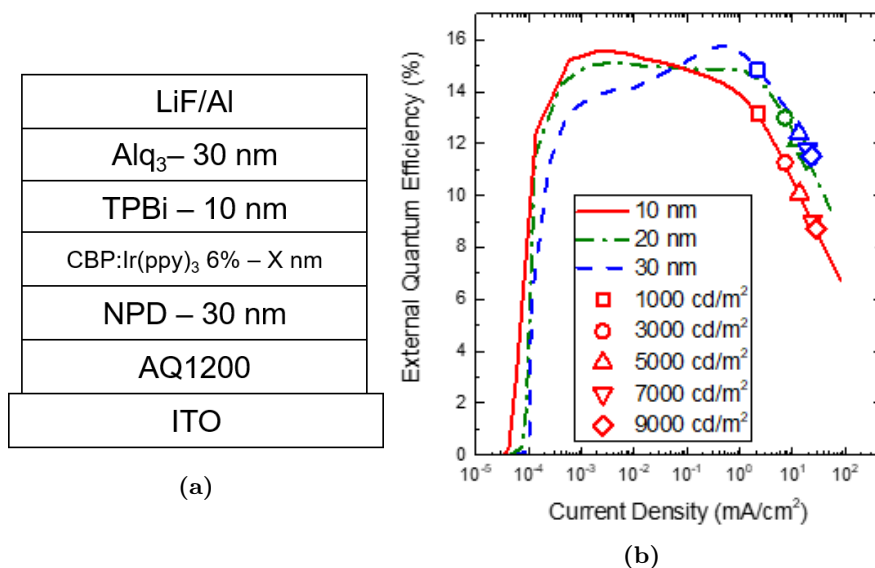 LiF/Al
Alq₃– 30 nm
TPBi – 10 nm
CBP:Ir(ppy)₃ 6% – X nm
NPD – 30 nm
AQ1200
ITO
(a)
External Quantum Efficiency (%)
16
14
12
10
8
6
4
2
0
10 nm
20 nm
30 nm
1000 cd/m²
3000 cd/m²
5000 cd/m²
7000 cd/m²
9000 cd/m²
10⁻⁵ 10⁻⁴ 10⁻³ 10⁻² 10⁻¹ 10⁰ 10¹ 10²
Current Density (mA/cm²)
(b)